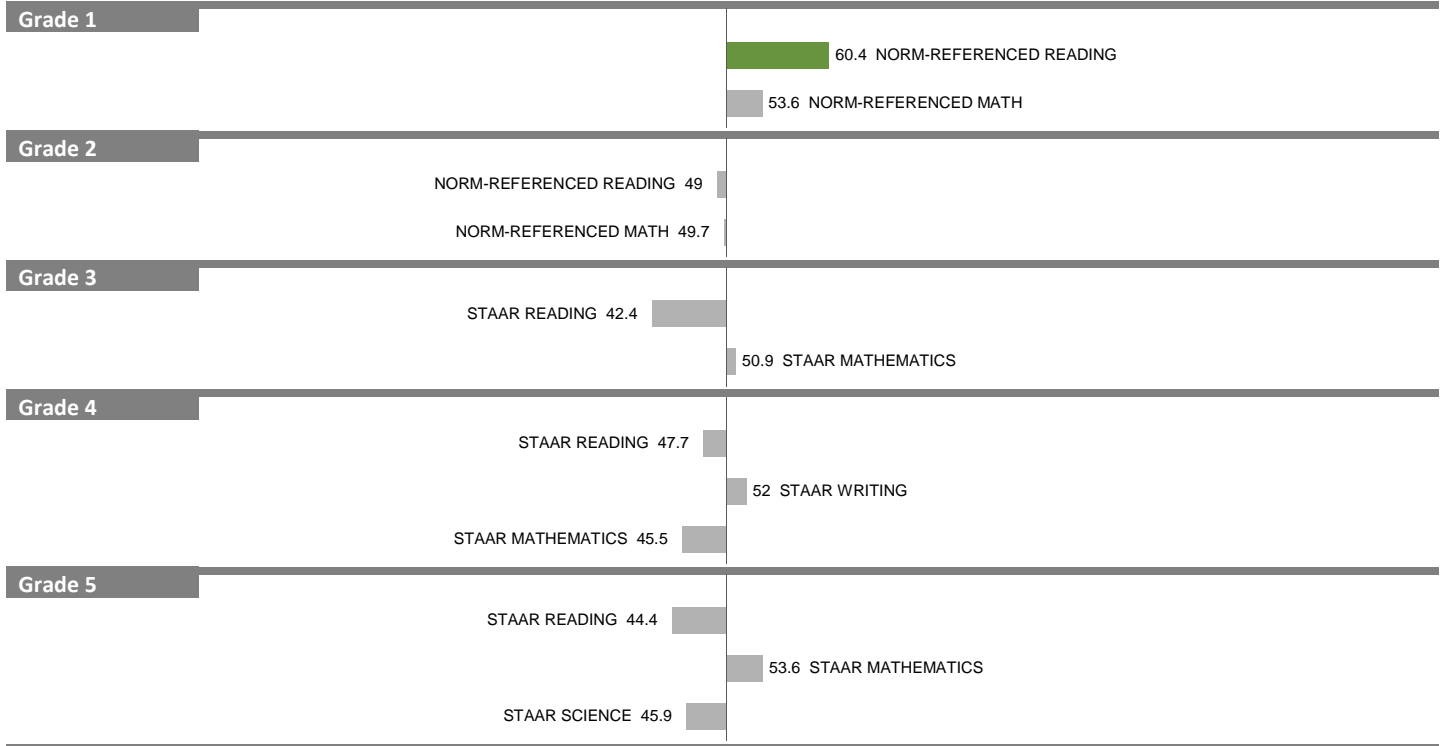 Grade 1
60.4 NORM-REFERENCED READING
53.6 NORM-REFERENCED MATH
Grade 2
NORM-REFERENCED READING 49
NORM-REFERENCED MATH 49.7
Grade 3
STAAR READING 42.4
50.9 STAAR MATHEMATICS
Grade 4
STAAR READING 47.7
52 STAAR WRITING
STAAR MATHEMATICS 45.5
Grade 5
STAAR READING 44.4
53.6 STAAR MATHEMATICS
STAAR SCIENCE 45.9